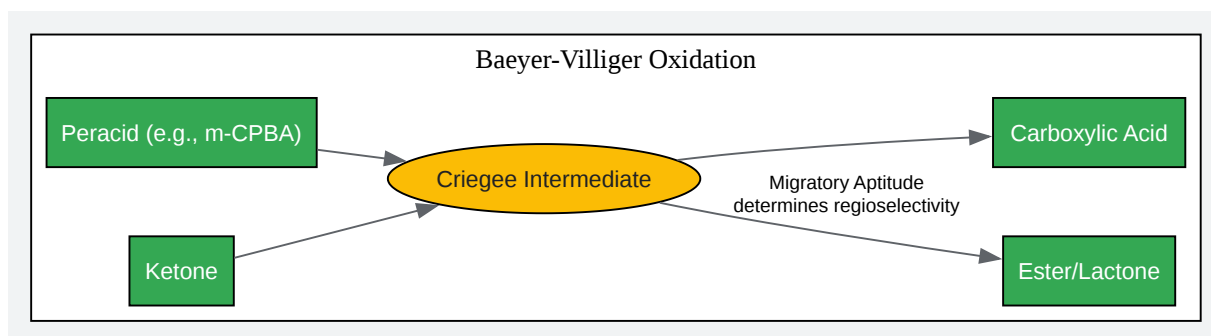 Baeyer-Villiger Oxidation
Peracid (e.g., m-CPBA)
Ketone
Criegee Intermediate
Migratory Aptitude
determines regioselectivity
Carboxylic Acid
Ester/Lactone